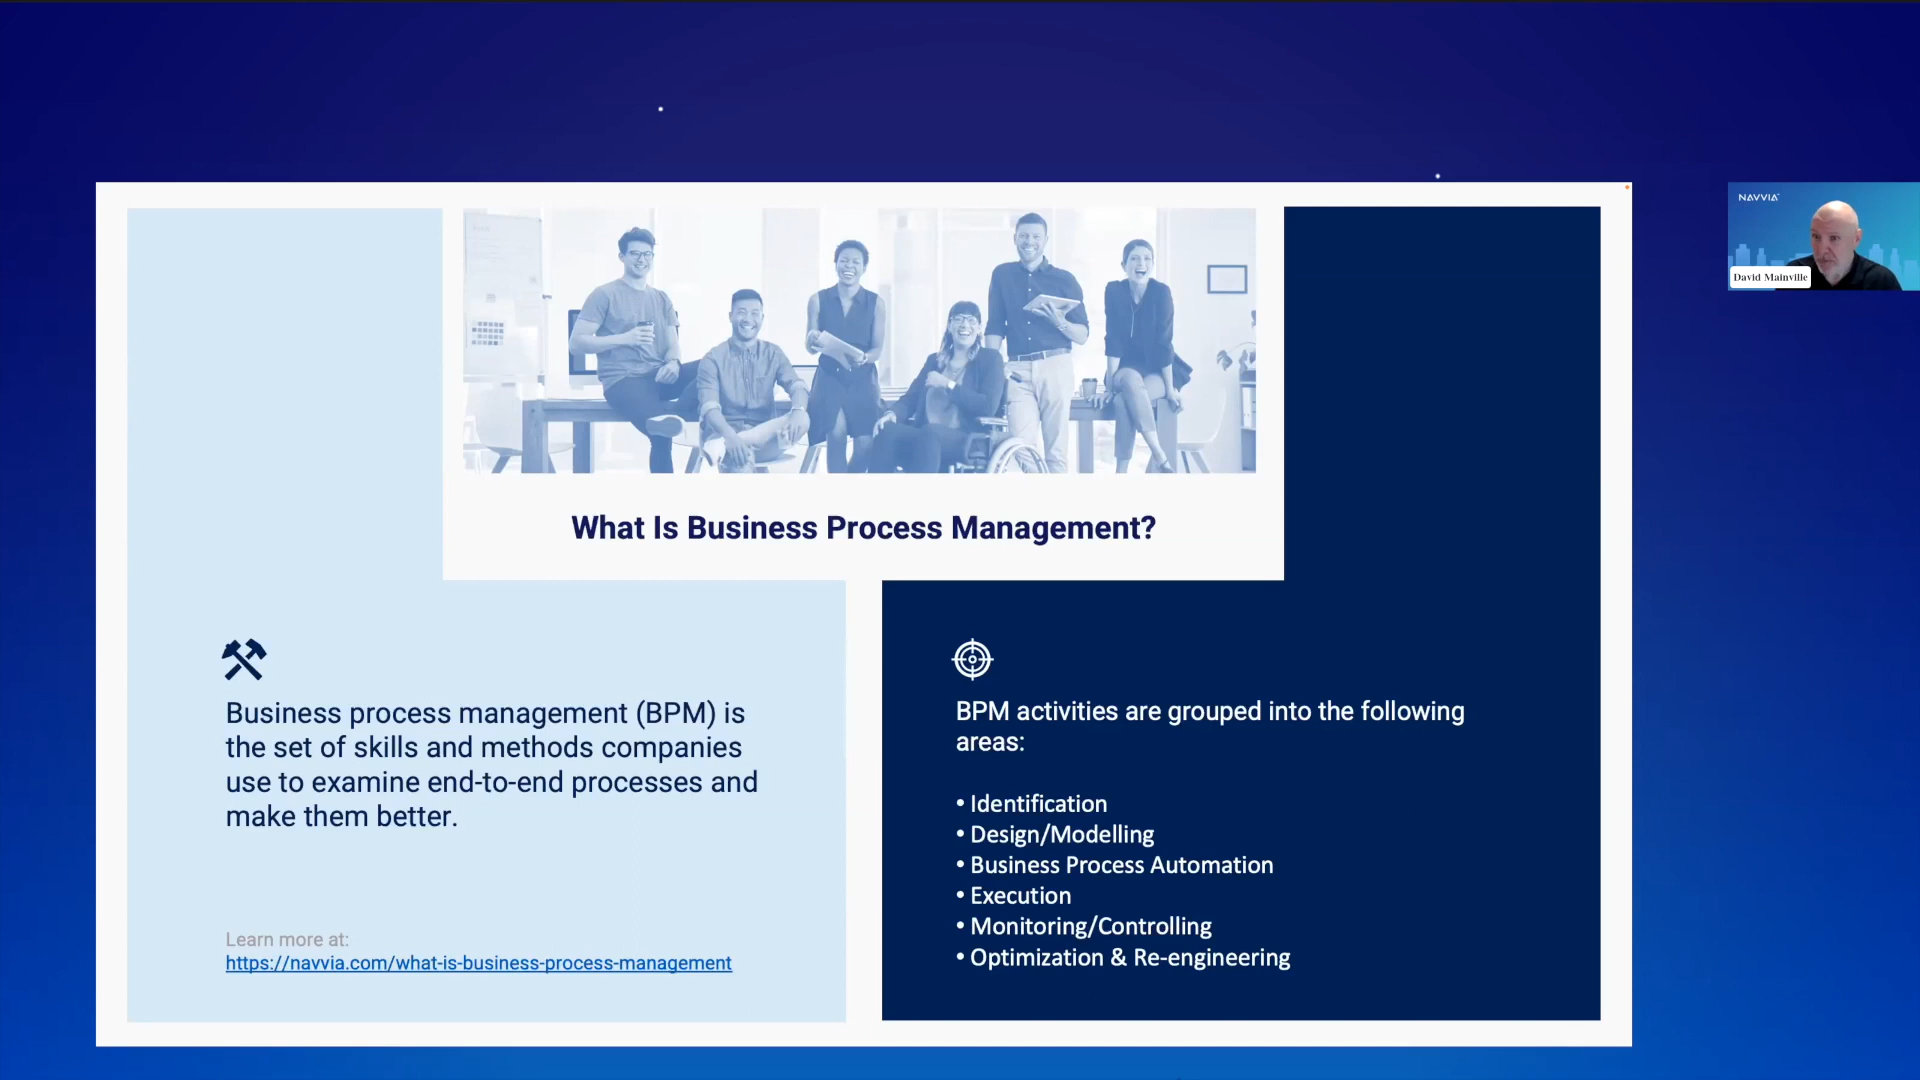 NAVVIA
David Mainville
What Is Business Process Management?
Business process management (BPM) is
the set of skills and methods companies
use to examine end-to-end processes and
make them better.
Learn more at:
https://navvia.com/what-is-business-process-management
BPM activities are grouped into the following
areas:
• Identification
• Design/Modelling
• Business Process Automation
• Execution
• Monitoring/Controlling
• Optimization & Re-engineering